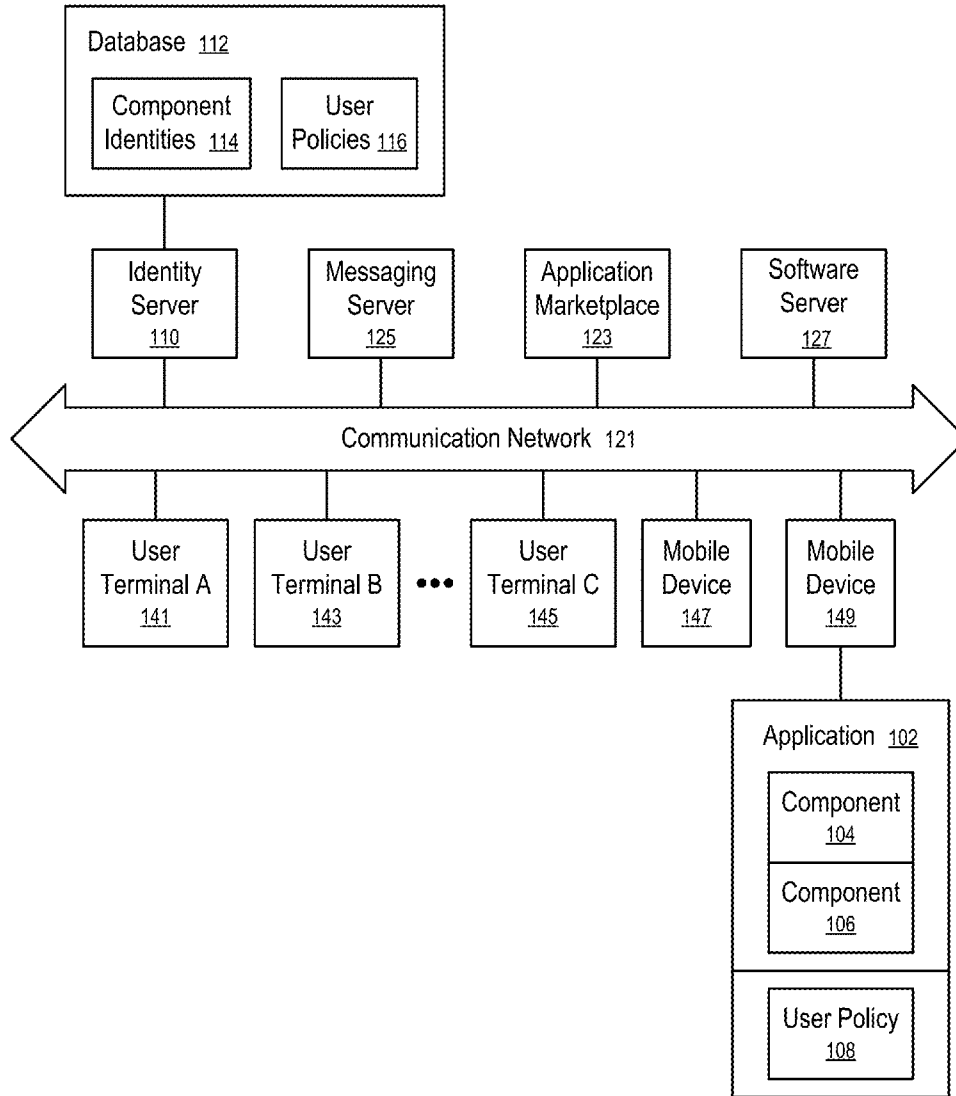 Database 112
Component
Identities 114
User
Policies 116
Identity
Server
110
Messaging
Server
125
Application
Marketplace
123
Software
Server
127
Communication Network 121
User
Terminal A
141
User
Terminal B
143
User
Terminal C
145
Mobile
Device
147
Mobile
Device
149
Application 102
Component
104
Component
106
User Policy
108